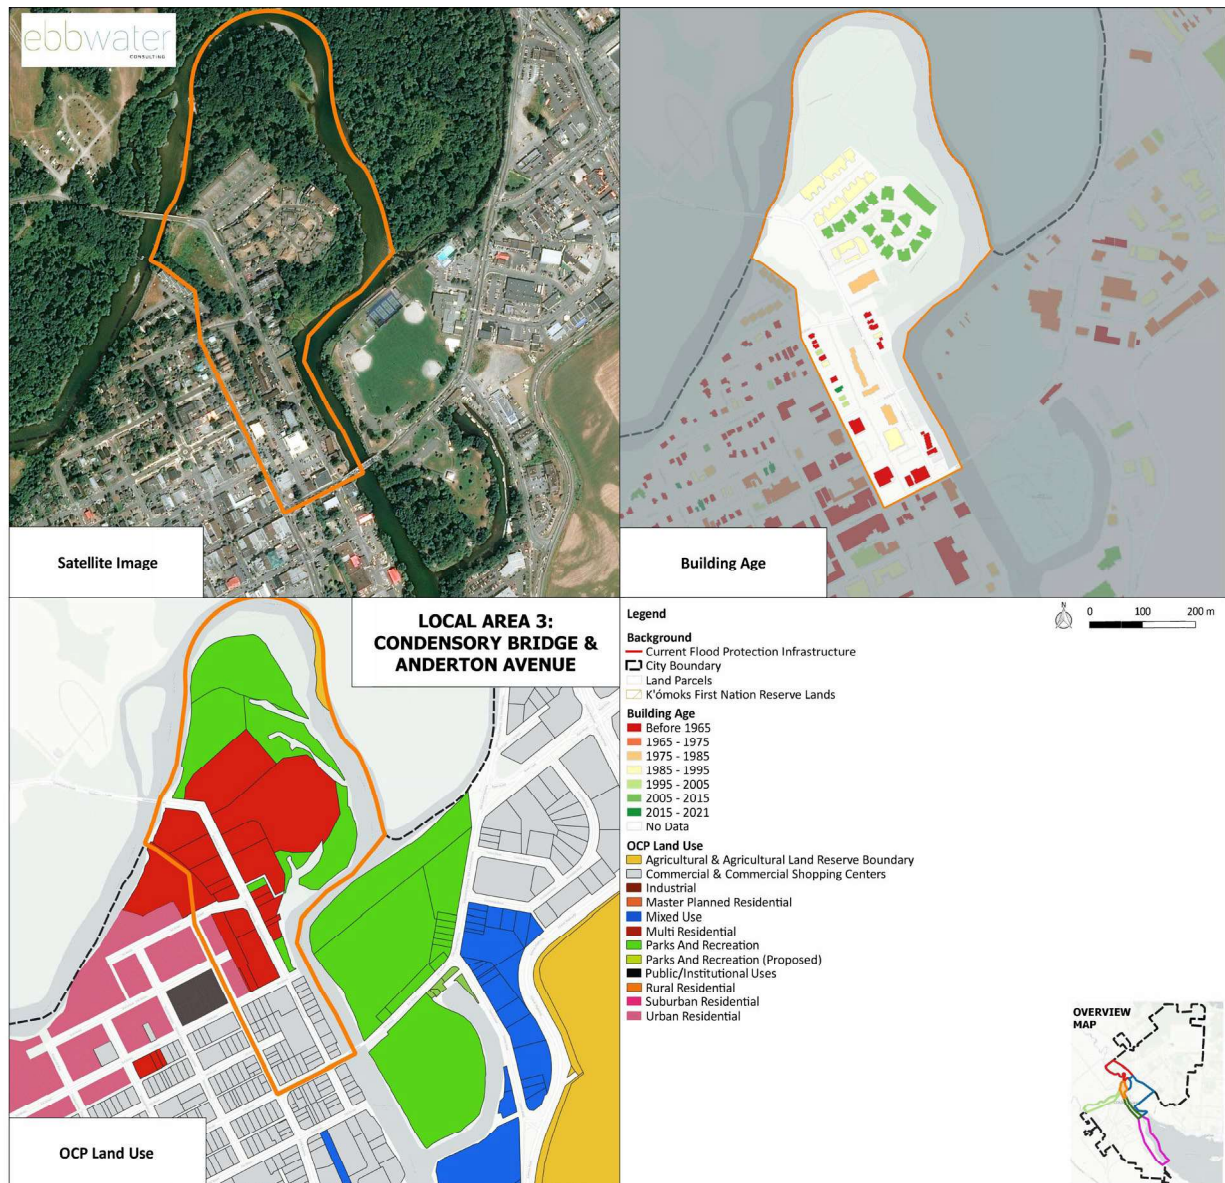 ebbwater
CONSULTING
Satellite Image
Building Age
LOCAL AREA 3:
CONDENSORY BRIDGE &
ANDERTON AVENUE
OCP Land Use
Legend
Background
Current Flood Protection Infrastructure
City Boundary
Land Parcels
K'ómoks First Nation Reserve Lands
Building Age
Before 1965
1965 - 1975
1975 - 1985
1985 - 1995
1995 - 2005
2005 - 2015
2015 - 2021
No Data
OCP Land Use
Agricultural & Agricultural Land Reserve Boundary
Commercial & Commercial Shopping Centers
Industrial
Master Planned Residential
Mixed Use
Multi Residential
Parks And Recreation
Parks And Recreation (Proposed)
Public/Institutional Uses
Rural Residential
Suburban Residential
Urban Residential
N
0 100 200 m
OVERVIEW
MAP